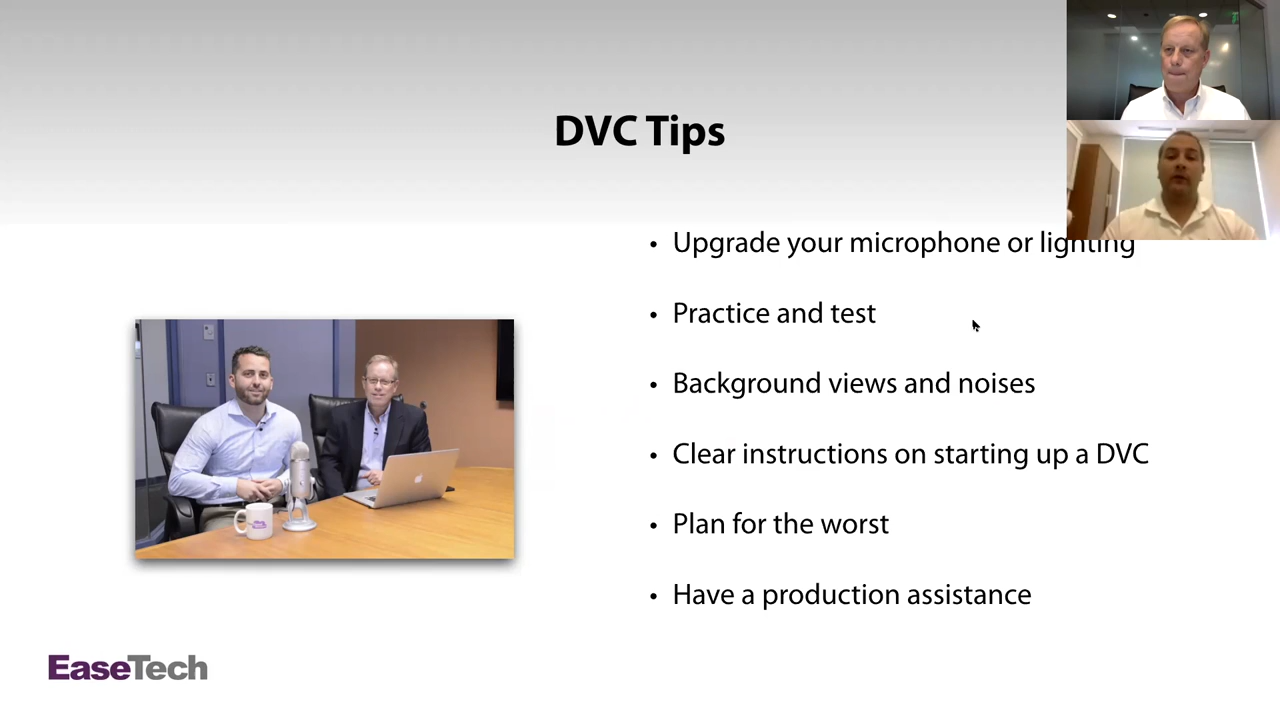 DVC Tips
• Upgrade your microphone or lighting
• Practice and test
• Background views and noises
• Clear instructions on starting up a DVC
• Plan for the worst
• Have a production assistance
EaseTech